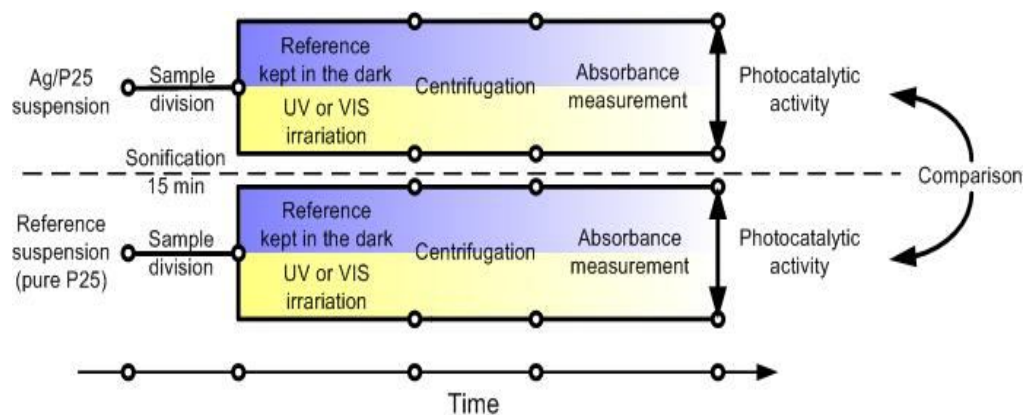 Ag/P25
suspension
Sample
division
Reference
kept in the dark
UV or VIS
irrariation
Centrifugation
Absorbance
measurement
Photocatalytic
activity
Sonification
15 min
Comparison
Reference
suspension
(pure P25)
Sample
division
Reference
kept in the dark
UV or VIS
irrariation
Centrifugation
Absorbance
measurement
Photocatalytic
activity
Time